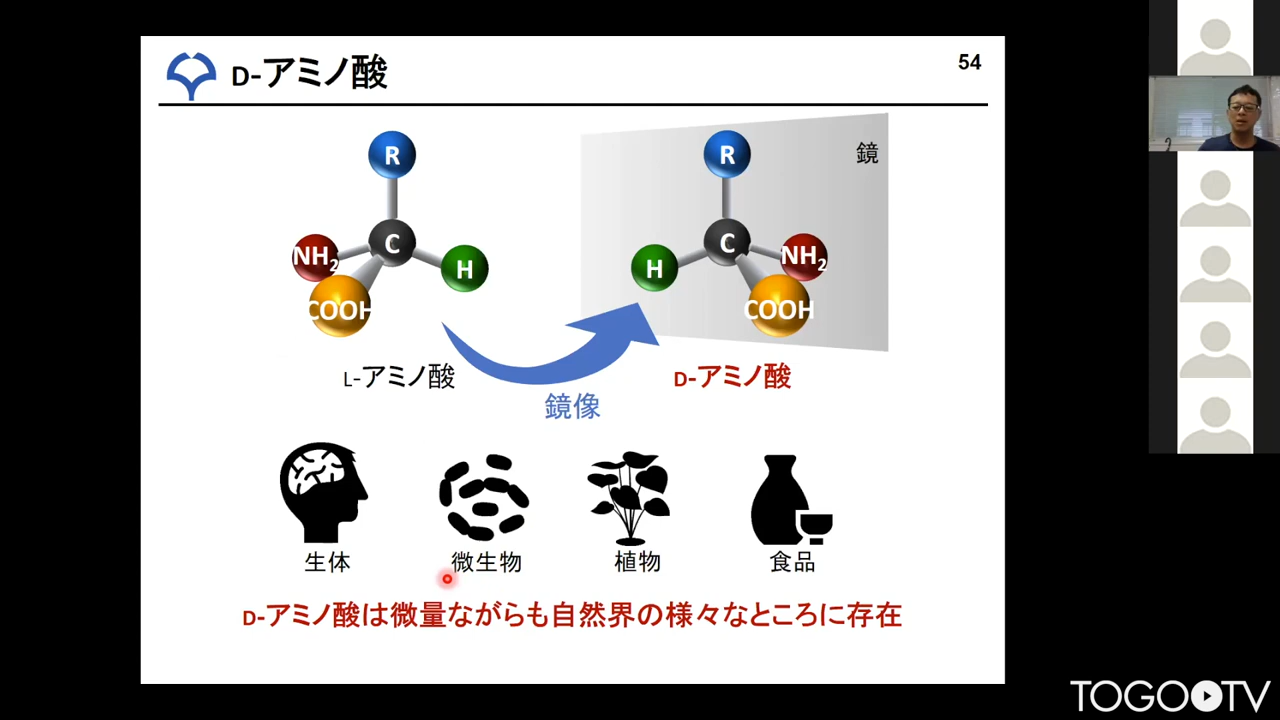 D-アミノ酸
54
R
R
鏡
C
C
NH2
H
H
NH2
COOH
COOH
L-アミノ酸
D-アミノ酸
鏡像
生体
微生物
植物
食品
D-アミノ酸は微量ながらも自然界の様々なところに存在
TOGOTV